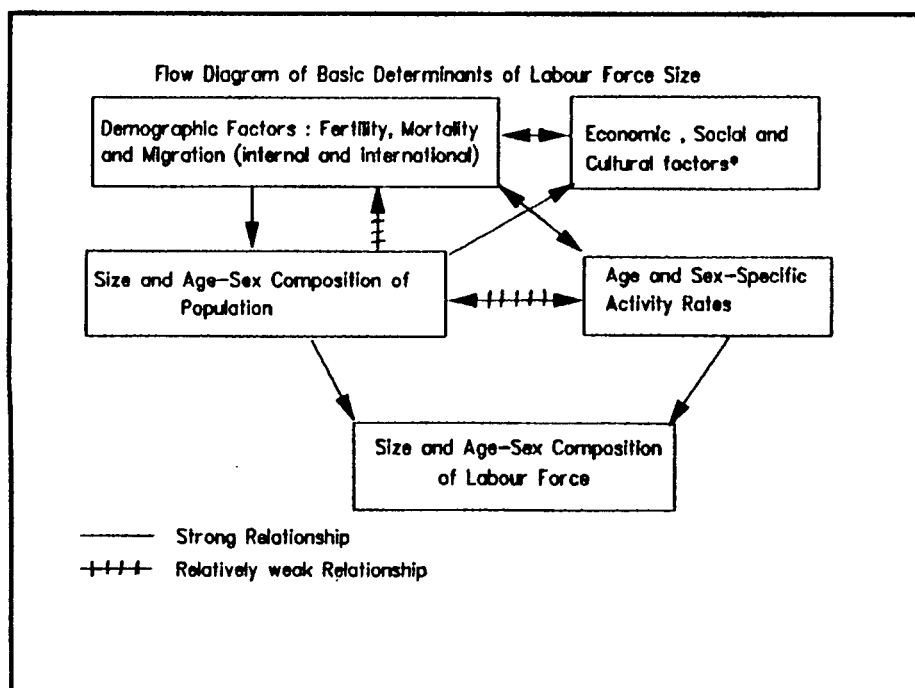 Flow Diagram of Basic Determinants of Labour Force Size
Demographic Factors : Fertility, Mortality
and Migration (internal and international)
Economic , Social and
Cultural factors*
Size and Age-Sex Composition of
Population
Age and Sex-Specific
Activity Rates
Size and Age-Sex Composition
of Labour Force
Strong Relationship
Relatively weak Relationship